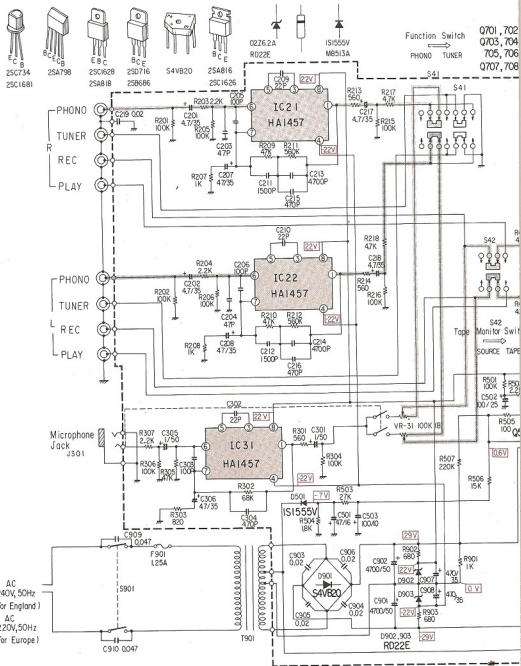 Function Switch
PHONO TUNER
S41 S41
Q701, 702
Q703, 704
705, 706
Q707, 708
ECB
BCE
BCE
BCE
2SC734
2SC1681
2SA798
2SC1628
2SA818
2SD716
2SB686
S4VB20
2SA816
2SC1626
02Z6.2A
RD22E
IS1555V
M8513A
PHONO
TUNER
REC
PLAY
R
C219 0.02
R201
100K
C201
4.7/35
R203 2.2K
R205
100K
C205
100P
C203
47P
C209
22P
22V
IC21
HA1457
-22V
R213
560
C217
4.7/35
R217
4.7K
R215
100K
R207
1K
C207
47/35
R209
47K
R211
560K
C211
1500P
C213
4700P
C215
470P
R218
4.7K
C210
22P
22V
PHONO
TUNER
REC
PLAY
L
R202
100K
C202
4.7/35
R204
2.2K
R206
100K
C206
100P
C204
47P
IC22
HA1457
-22V
R214
560
C218
4.7/35
R216
100K
R208
1K
C208
47/35
R210
47K
R212
560K
C212
1500P
C214
4700P
C216
470P
S42
S42
Tape Monitor Swit
SOURCE TAPE
R501
100K
C502
100/25
R505
100
VR-31 100K(B)
Microphone
Jack
J301
R307
2.2K
C305
1/50
R306
100K
R305
47K
C303
100P
C302
22P
22V
IC31
HA1457
-22V
R301
560
C301
1/50
R304
100K
C306
47/35
R302
68K
R303
820
C304
470P
0.6V
R507
220K
R506
15K
D501
IS1555V
-7V
R503
27K
R504
1.8K
C501
47/16
C503
100/10
C909
0.047
F901
1.25A
S901
C910 0.047
AC
240V, 50Hz
(for England)
AC
220V, 50Hz
(for Europe)
T901
C903
0.02
C906
0.02
D901
S4VB20
C905
0.02
C904
0.02
29V
C902
4700/50
C901
4700/50
R902
680
22V
D902
C907
470/35
D903
C908
-22V
R903
680
-29V
R901
1K
0V
D902,903
RD22E